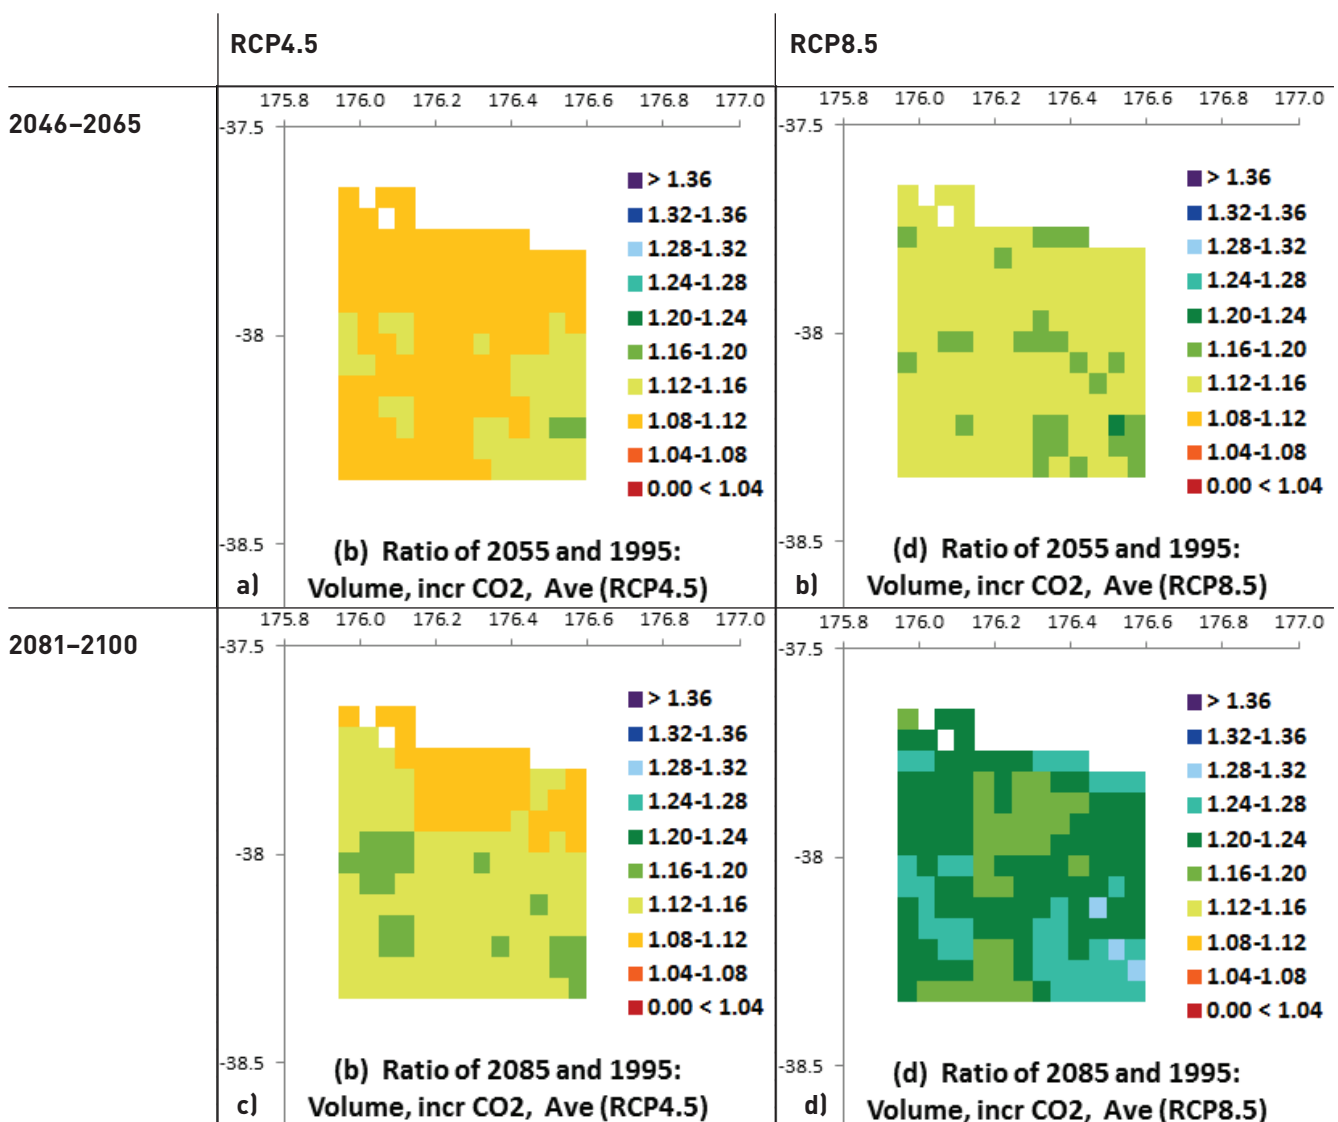 RCP4.5
RCP8.5
2046–2065
175.8 176.0 176.2 176.4 176.6 176.8 177.0
-37.5
-38
-38.5
> 1.36
1.32-1.36
1.28-1.32
1.24-1.28
1.20-1.24
1.16-1.20
1.12-1.16
1.08-1.12
1.04-1.08
0.00 < 1.04
(b) Ratio of 2055 and 1995:
a) Volume, incr CO2, Ave (RCP4.5)
175.8 176.0 176.2 176.4 176.6 176.8 177.0
-37.5
-38
-38.5
> 1.36
1.32-1.36
1.28-1.32
1.24-1.28
1.20-1.24
1.16-1.20
1.12-1.16
1.08-1.12
1.04-1.08
0.00 < 1.04
(d) Ratio of 2055 and 1995:
b) Volume, incr CO2, Ave (RCP8.5)
2081–2100
175.8 176.0 176.2 176.4 176.6 176.8 177.0
-37.5
-38
-38.5
> 1.36
1.32-1.36
1.28-1.32
1.24-1.28
1.20-1.24
1.16-1.20
1.12-1.16
1.08-1.12
1.04-1.08
0.00 < 1.04
(b) Ratio of 2085 and 1995:
c) Volume, incr CO2, Ave (RCP4.5)
175.8 176.0 176.2 176.4 176.6 176.8 177.0
-37.5
-38
-38.5
> 1.36
1.32-1.36
1.28-1.32
1.24-1.28
1.20-1.24
1.16-1.20
1.12-1.16
1.08-1.12
1.04-1.08
0.00 < 1.04
(d) Ratio of 2085 and 1995:
d) Volume, incr CO2, Ave (RCP8.5)